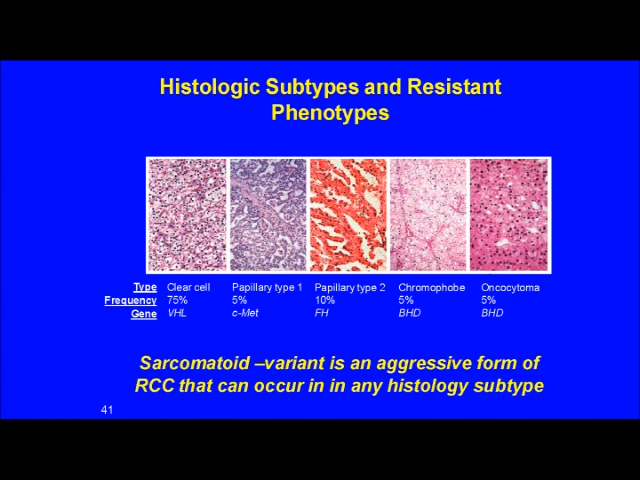 Histologic Subtypes and Resistant
Phenotypes
Type Clear cell Papillary type 1 Papillary type 2 Chromophobe Oncocytoma
Frequency 75% 5% 10% 5% 5%
Gene VHL c-Met FH BHD BHD
Sarcomatoid –variant is an aggressive form of
RCC that can occur in in any histology subtype
41